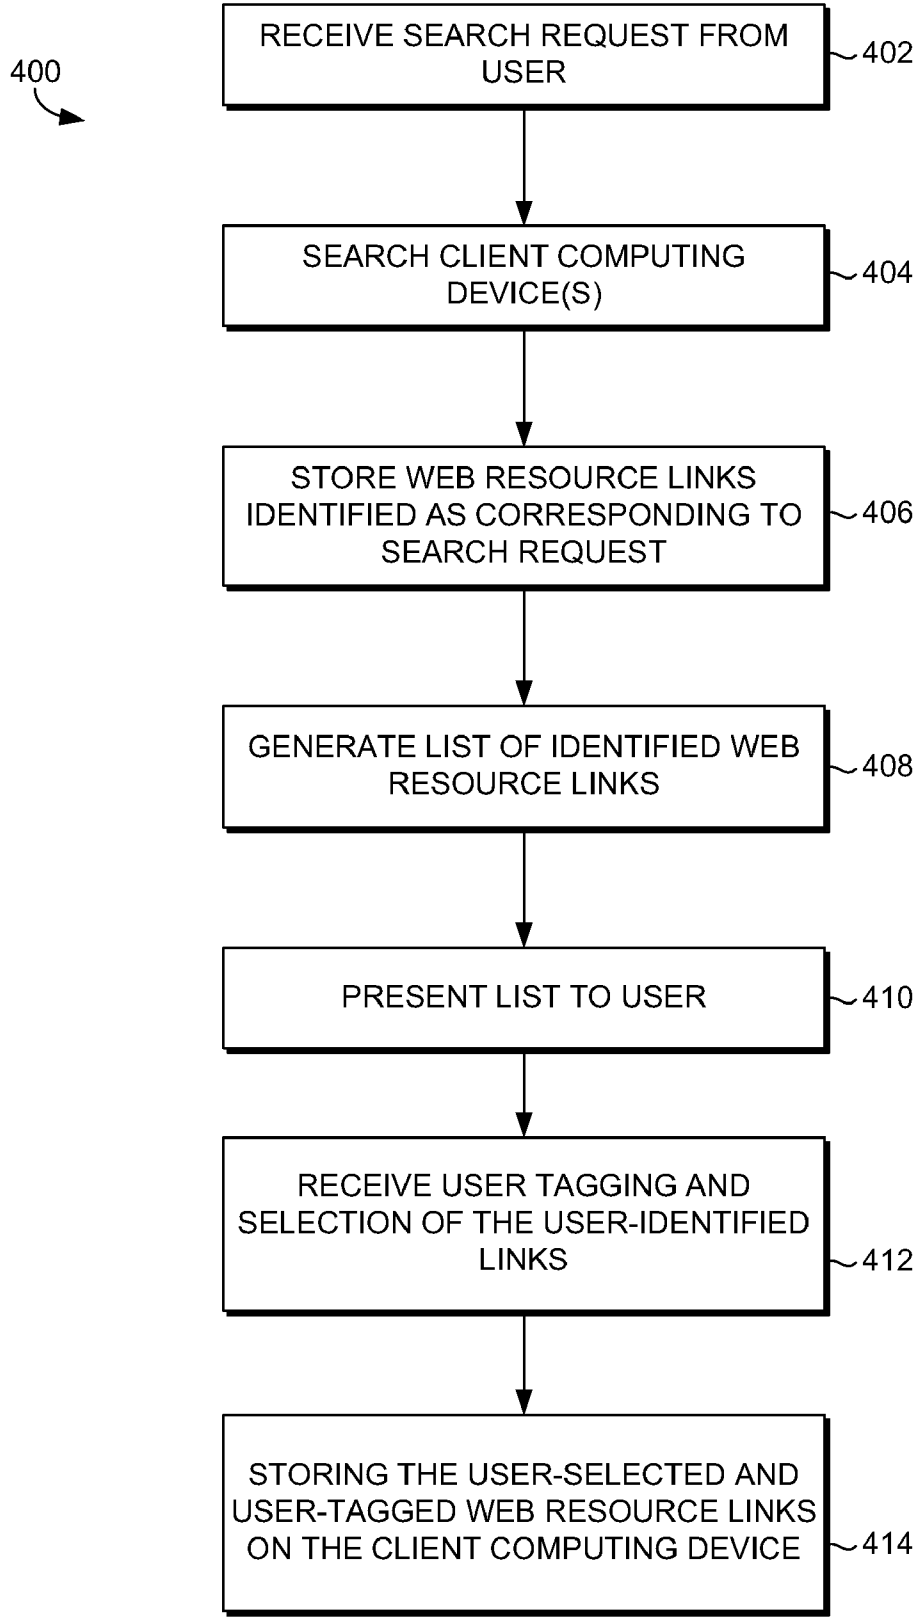 400
RECEIVE SEARCH REQUEST FROM
USER
402
SEARCH CLIENT COMPUTING
DEVICE(S)
404
STORE WEB RESOURCE LINKS
IDENTIFIED AS CORRESPONDING TO
SEARCH REQUEST
406
GENERATE LIST OF IDENTIFIED WEB
RESOURCE LINKS
408
PRESENT LIST TO USER
410
RECEIVE USER TAGGING AND
SELECTION OF THE USER-IDENTIFIED
LINKS
412
STORING THE USER-SELECTED AND
USER-TAGGED WEB RESOURCE LINKS
ON THE CLIENT COMPUTING DEVICE
414